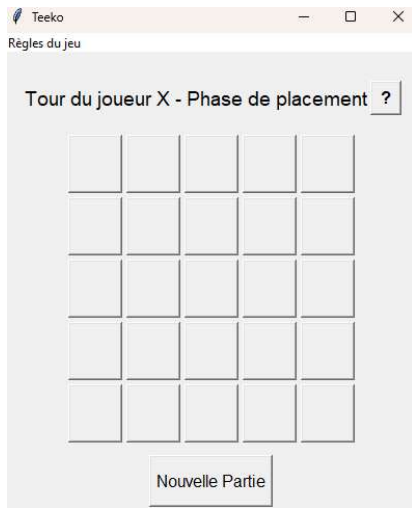 Teeko
Règles du jeu
Tour du joueur X - Phase de placement ?
Nouvelle Partie